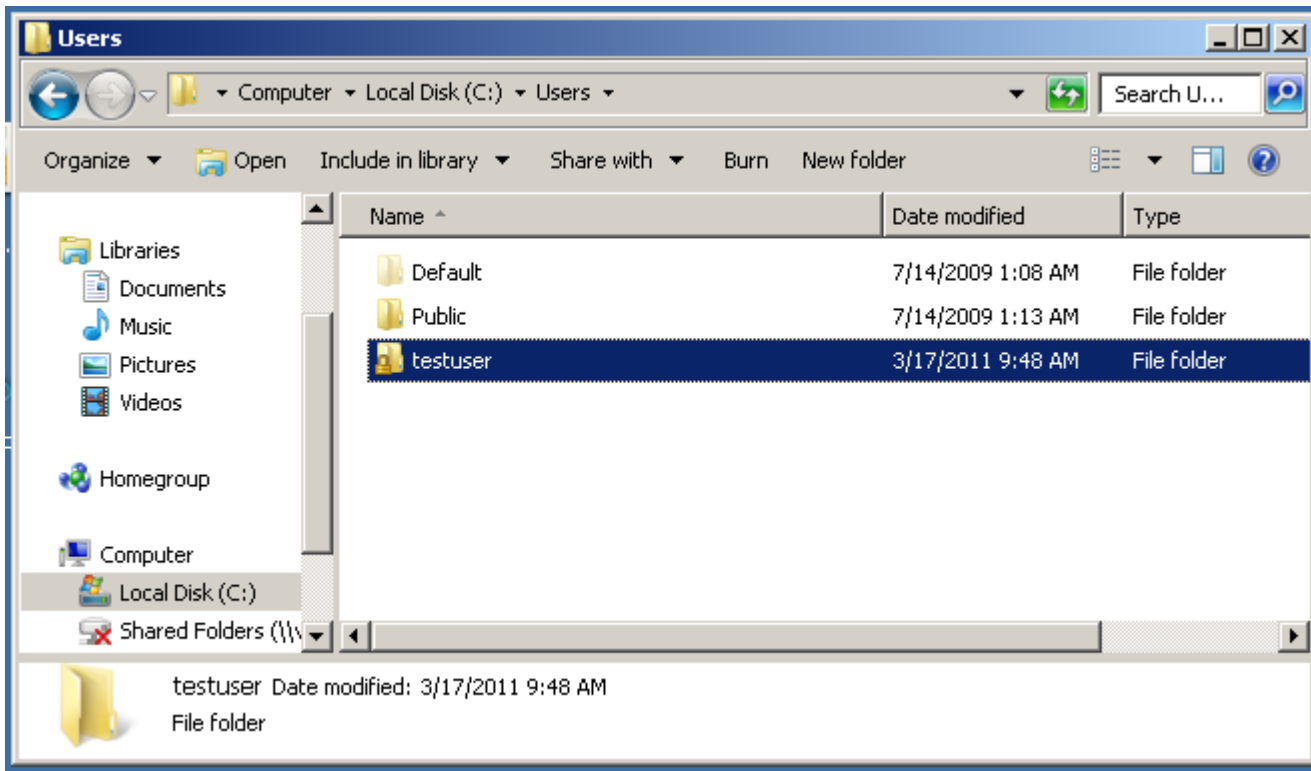 Users
Computer Local Disk (C:) Users Search U...
Organize Open Include in library Share with Burn New folder
Name Date modified Type
Libraries
Documents
Music
Pictures
Videos
Homegroup
Computer
Local Disk (C:)
Shared Folders (\\
Default 7/14/2009 1:08 AM File folder
Public 7/14/2009 1:13 AM File folder
testuser 3/17/2011 9:48 AM File folder
testuser Date modified: 3/17/2011 9:48 AM
File folder